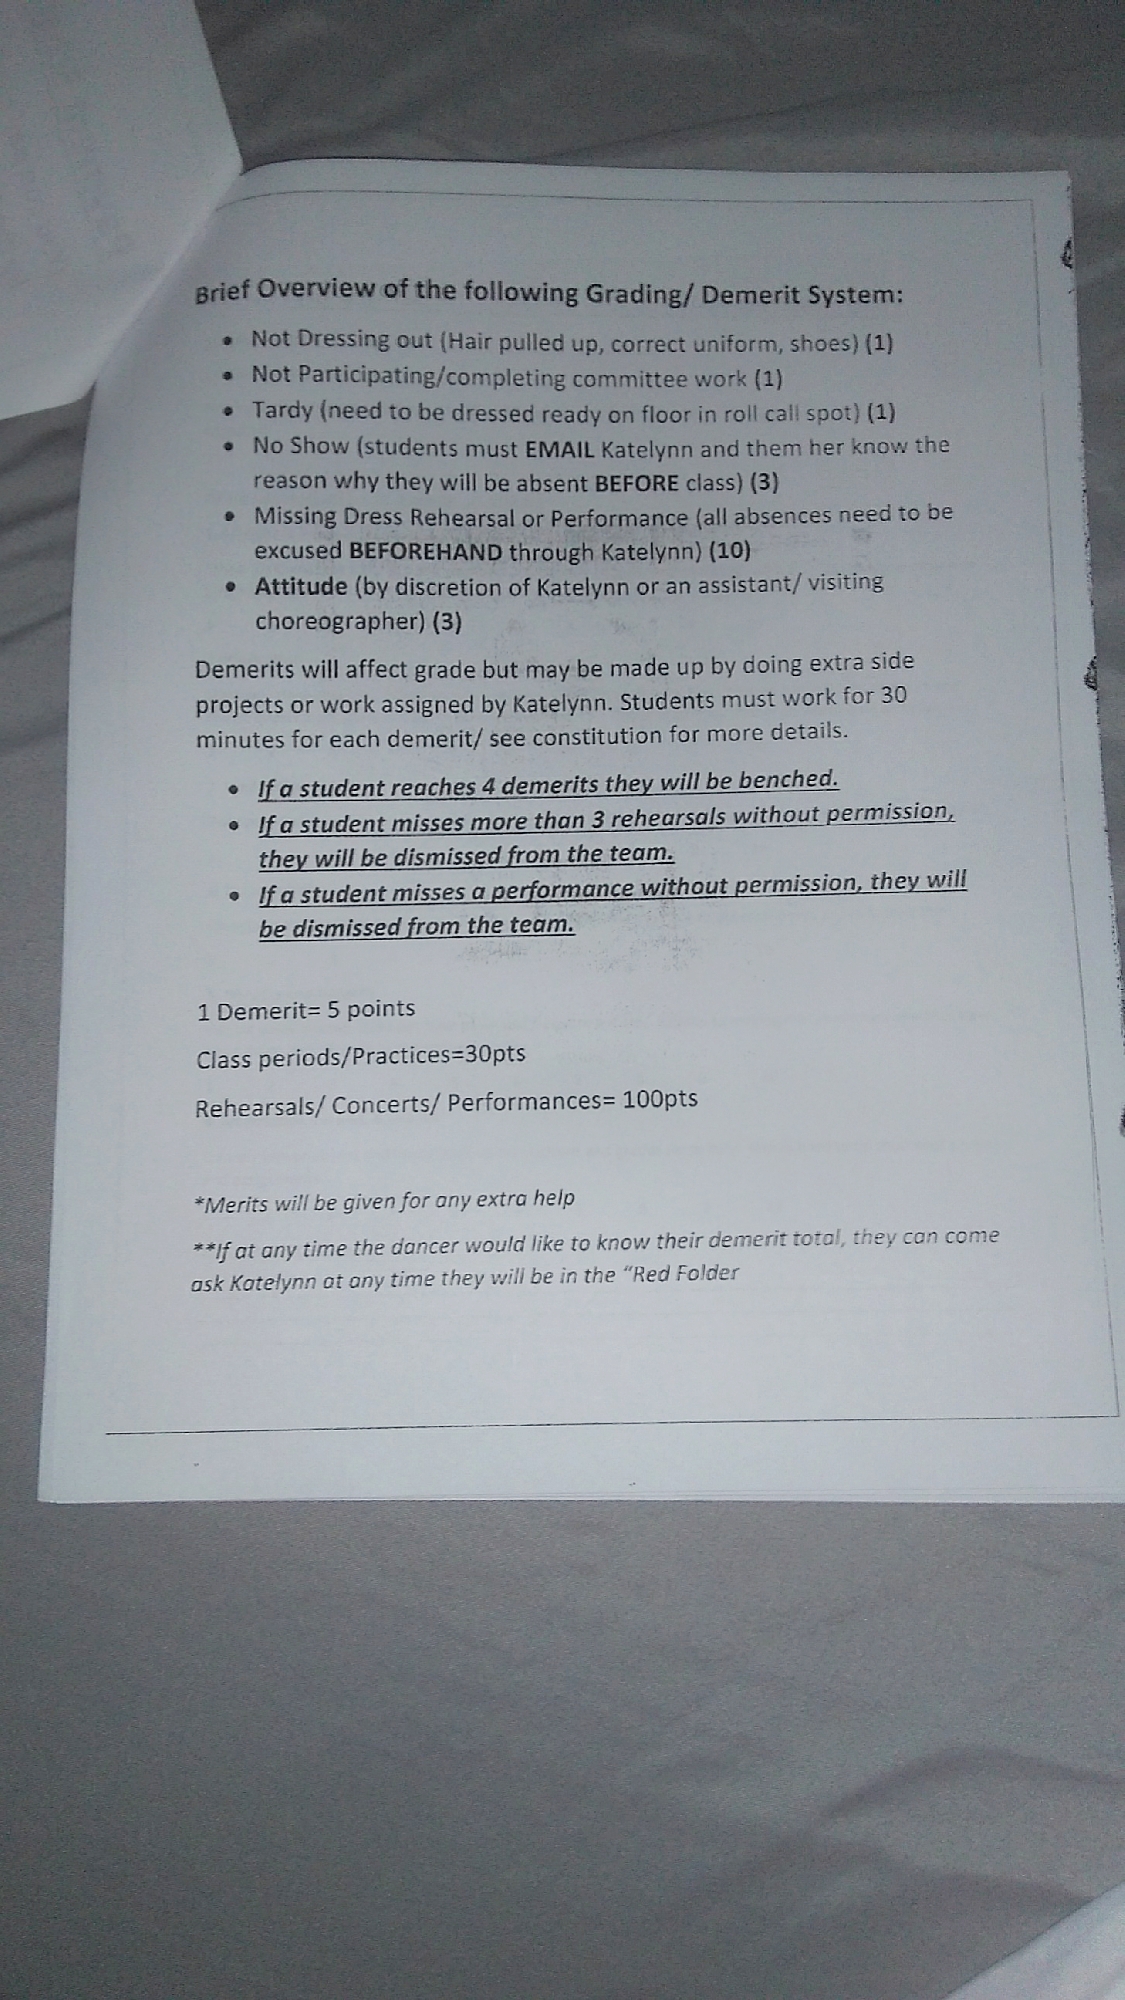 Brief Overview of the following Grading/ Demerit System:
• Not Dressing out (Hair pulled up, correct uniform, shoes) (1)
• Not Participating/completing committee work (1)
• Tardy (need to be dressed ready on floor in roll call spot) (1)
• No Show (students must EMAIL Katelynn and them her know the
reason why they will be absent BEFORE class) (3)
• Missing Dress Rehearsal or Performance (all absences need to be
excused BEFOREHAND through Katelynn) (10)
• Attitude (by discretion of Katelynn or an assistant/ visiting
choreographer) (3)
Demerits will affect grade but may be made up by doing extra side
projects or work assigned by Katelynn. Students must work for 30
minutes for each demerit/ see constitution for more details.
• If a student reaches 4 demerits they will be benched.
• If a student misses more than 3 rehearsals without permission,
they will be dismissed from the team.
• If a student misses a performance without permission, they will
be dismissed from the team.
1 Demerit= 5 points
Class periods/Practices=30pts
Rehearsals/ Concerts/ Performances= 100pts
*Merits will be given for any extra help
**If at any time the dancer would like to know their demerit total, they can come
ask Katelynn at any time they will be in the “Red Folder